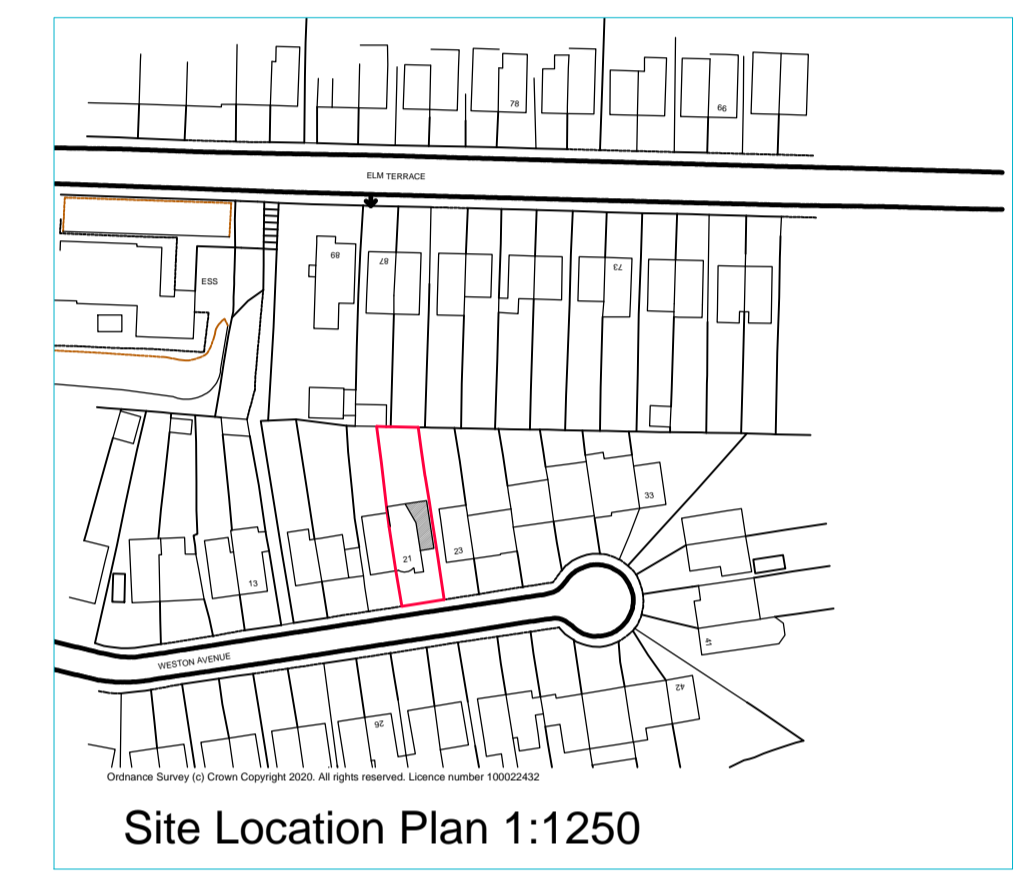 78
66
ELM TERRACE
89
87
73
ESS
33
21
23
13
41
WESTON AVENUE
42
26
Ordnance Survey (c) Crown Copyright 2020. All rights reserved. Licence number 100022432
Site Location Plan 1:1250